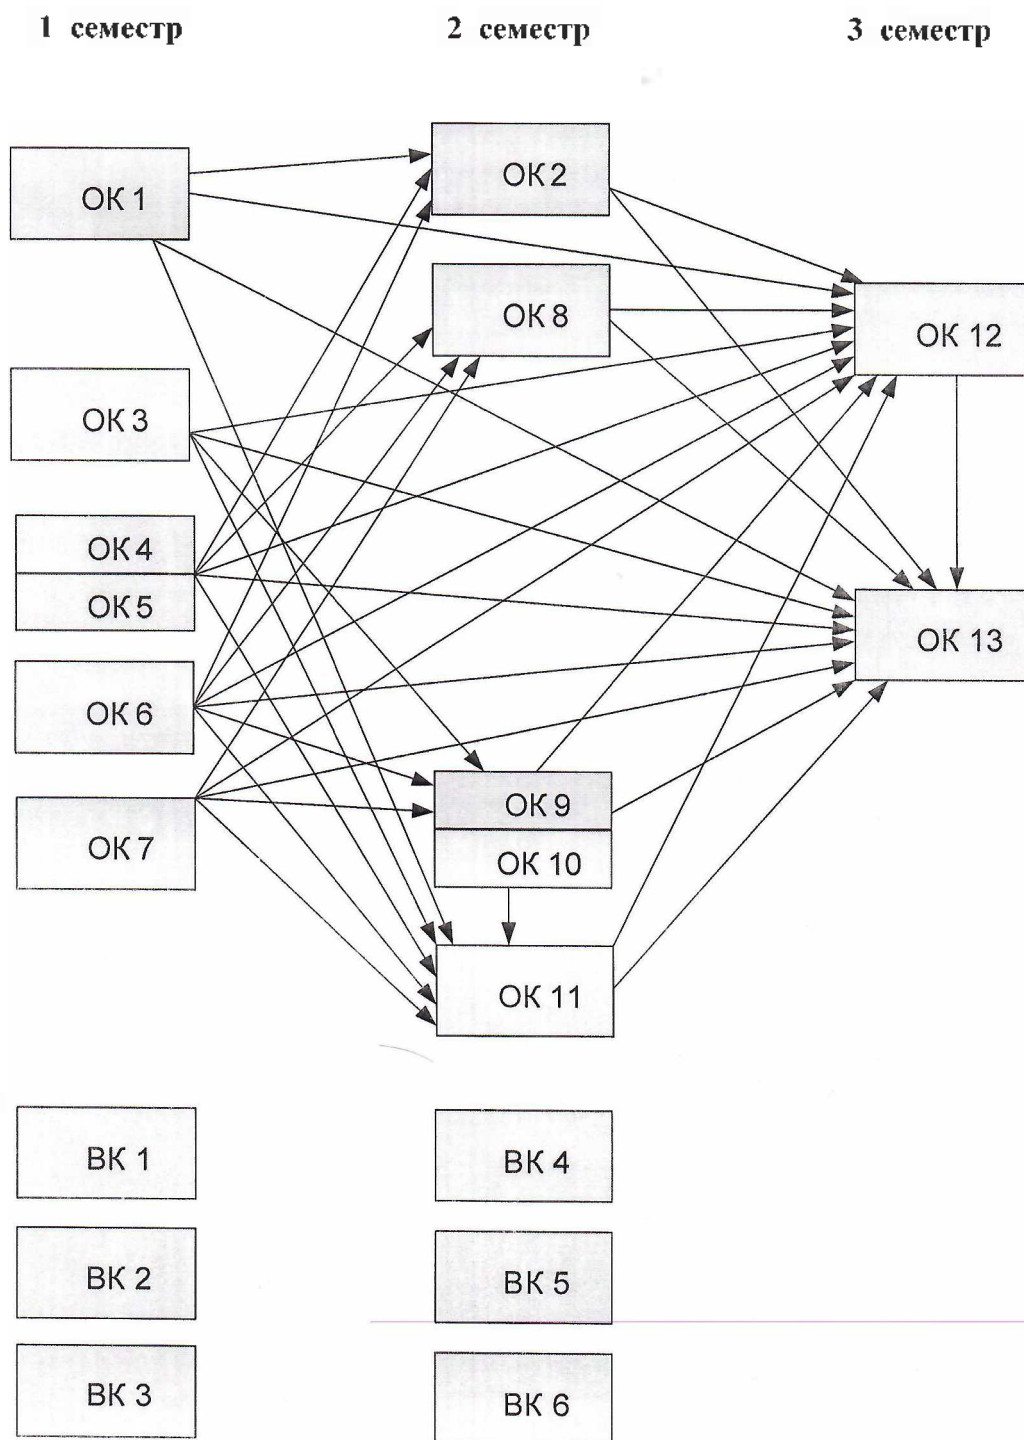 1 семестр 2 семестр 3 семестр
ОК 1
ОК 2
ОК 8
ОК 12
ОК 3
ОК 4
ОК 5
ОК 6
ОК 13
ОК 7
ОК 9
ОК 10
ОК 11
ВК 1
ВК 4
ВК 2
ВК 5
ВК 3
ВК 6